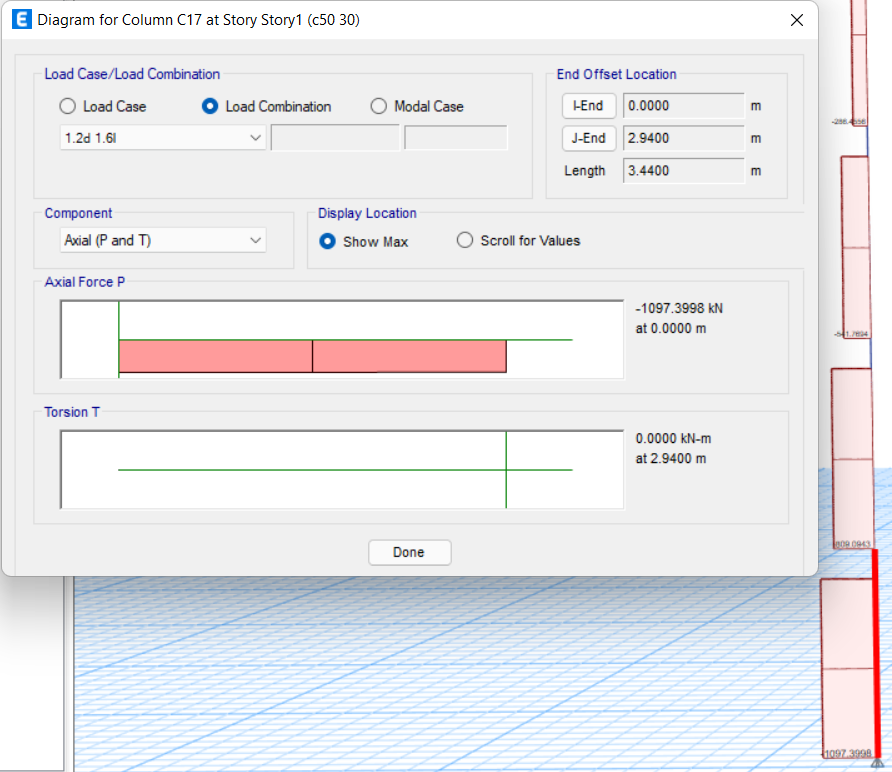 E Diagram for Column C17 at Story Story1 (c50 30)
Load Case/Load Combination
Load Case
Load Combination
Modal Case
1.2d 1.6l
End Offset Location
I-End 0.0000 m
J-End 2.9400 m
Length 3.4400 m
Component
Axial (P and T)
Display Location
Show Max
Scroll for Values
Axial Force P
-1097.3998 kN
at 0.0000 m
Torsion T
0.0000 kN-m
at 2.9400 m
Done
-541.7694
-809.0943
-1097.3998